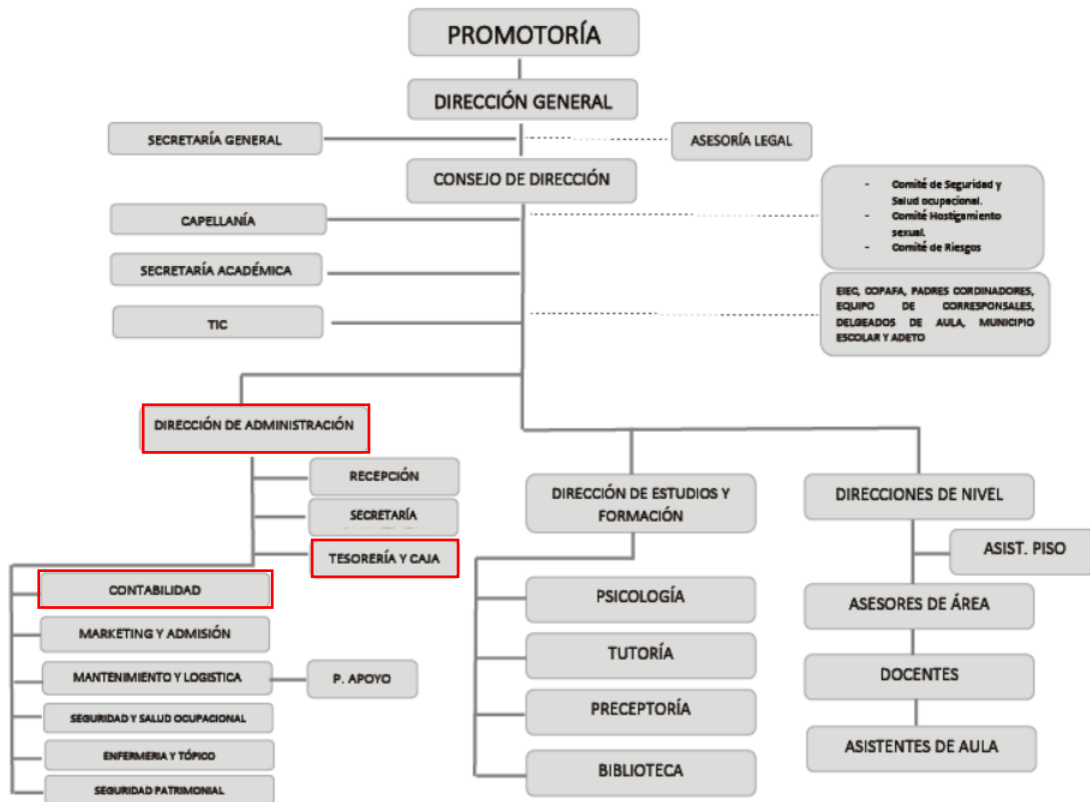 PROMOTORÍA
DIRECCIÓN GENERAL
SECRETARÍA GENERAL
ASESORÍA LEGAL
CONSEJO DE DIRECCIÓN
- Comité de Seguridad y
Salud ocupacional.
- Comité Hostigamiento
sexual.
- Comité de Riesgos
CAPELLANÍA
SECRETARÍA ACADÉMICA
TIC
EIEC, COPAFA, PADRES CORDINADORES,
EQUIPO DE CORRESPONSALES,
DELGEADOS DE AULA, MUNICIPIO
ESCOLAR Y ADETO
DIRECCIÓN DE ADMINISTRACIÓN
RECEPCIÓN
SECRETARÍA
TESORERÍA Y CAJA
CONTABILIDAD
MARKETING Y ADMISIÓN
MANTENIMIENTO Y LOGISTICA
P. APOYO
SEGURIDAD Y SALUD OCUPACIONAL
ENFERMERIA Y TÓPICO
SEGURIDAD PATRIMONIAL
DIRECCIÓN DE ESTUDIOS Y
FORMACIÓN
PSICOLOGÍA
TUTORÍA
PRECEPTORÍA
BIBLIOTECA
DIRECCIONES DE NIVEL
ASIST. PISO
ASESORES DE ÁREA
DOCENTES
ASISTENTES DE AULA